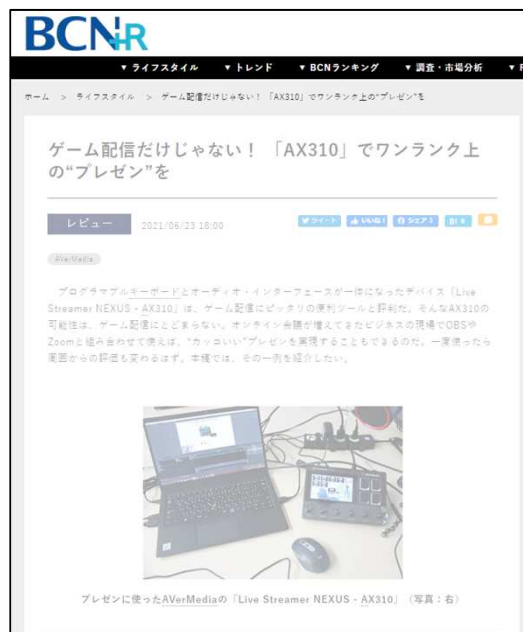 BCN+R
▼ ライフスタイル ▼ トレンド ▼ BCNランキング ▼ 調査・市場分析 ▼
ホーム > ライフスタイル > ゲーム配信だけじゃない！ 「AX310」でワンランク上の“プレゼン”を
ゲーム配信だけじゃない！ 「AX310」でワンランク上
の“プレゼン”を
レビュー 2021/06/23 18:00 ツイート いいね！ シェア 3 B! 0
AVerMedia
プログラマブルキーボードとオーディオ・インターフェースが一体になったデバイス「Live
Streamer NEXUS - AX310」は、ゲーム配信にピッタリの便利ツールと評判だ。そんなAX310の
可能性は、ゲーム配信にとどまらない。オンライン会議が増えてきたビジネスの現場でOBSや
Zoomと組み合わせて使えば、“カッコいい”プレゼンを実現することもできるのだ。一度使ったら
周囲からの評価も変わるはず。本稿では、その一例を紹介したい。
プレゼンに使ったAVerMediaの「Live Streamer NEXUS - AX310」（写真：右）